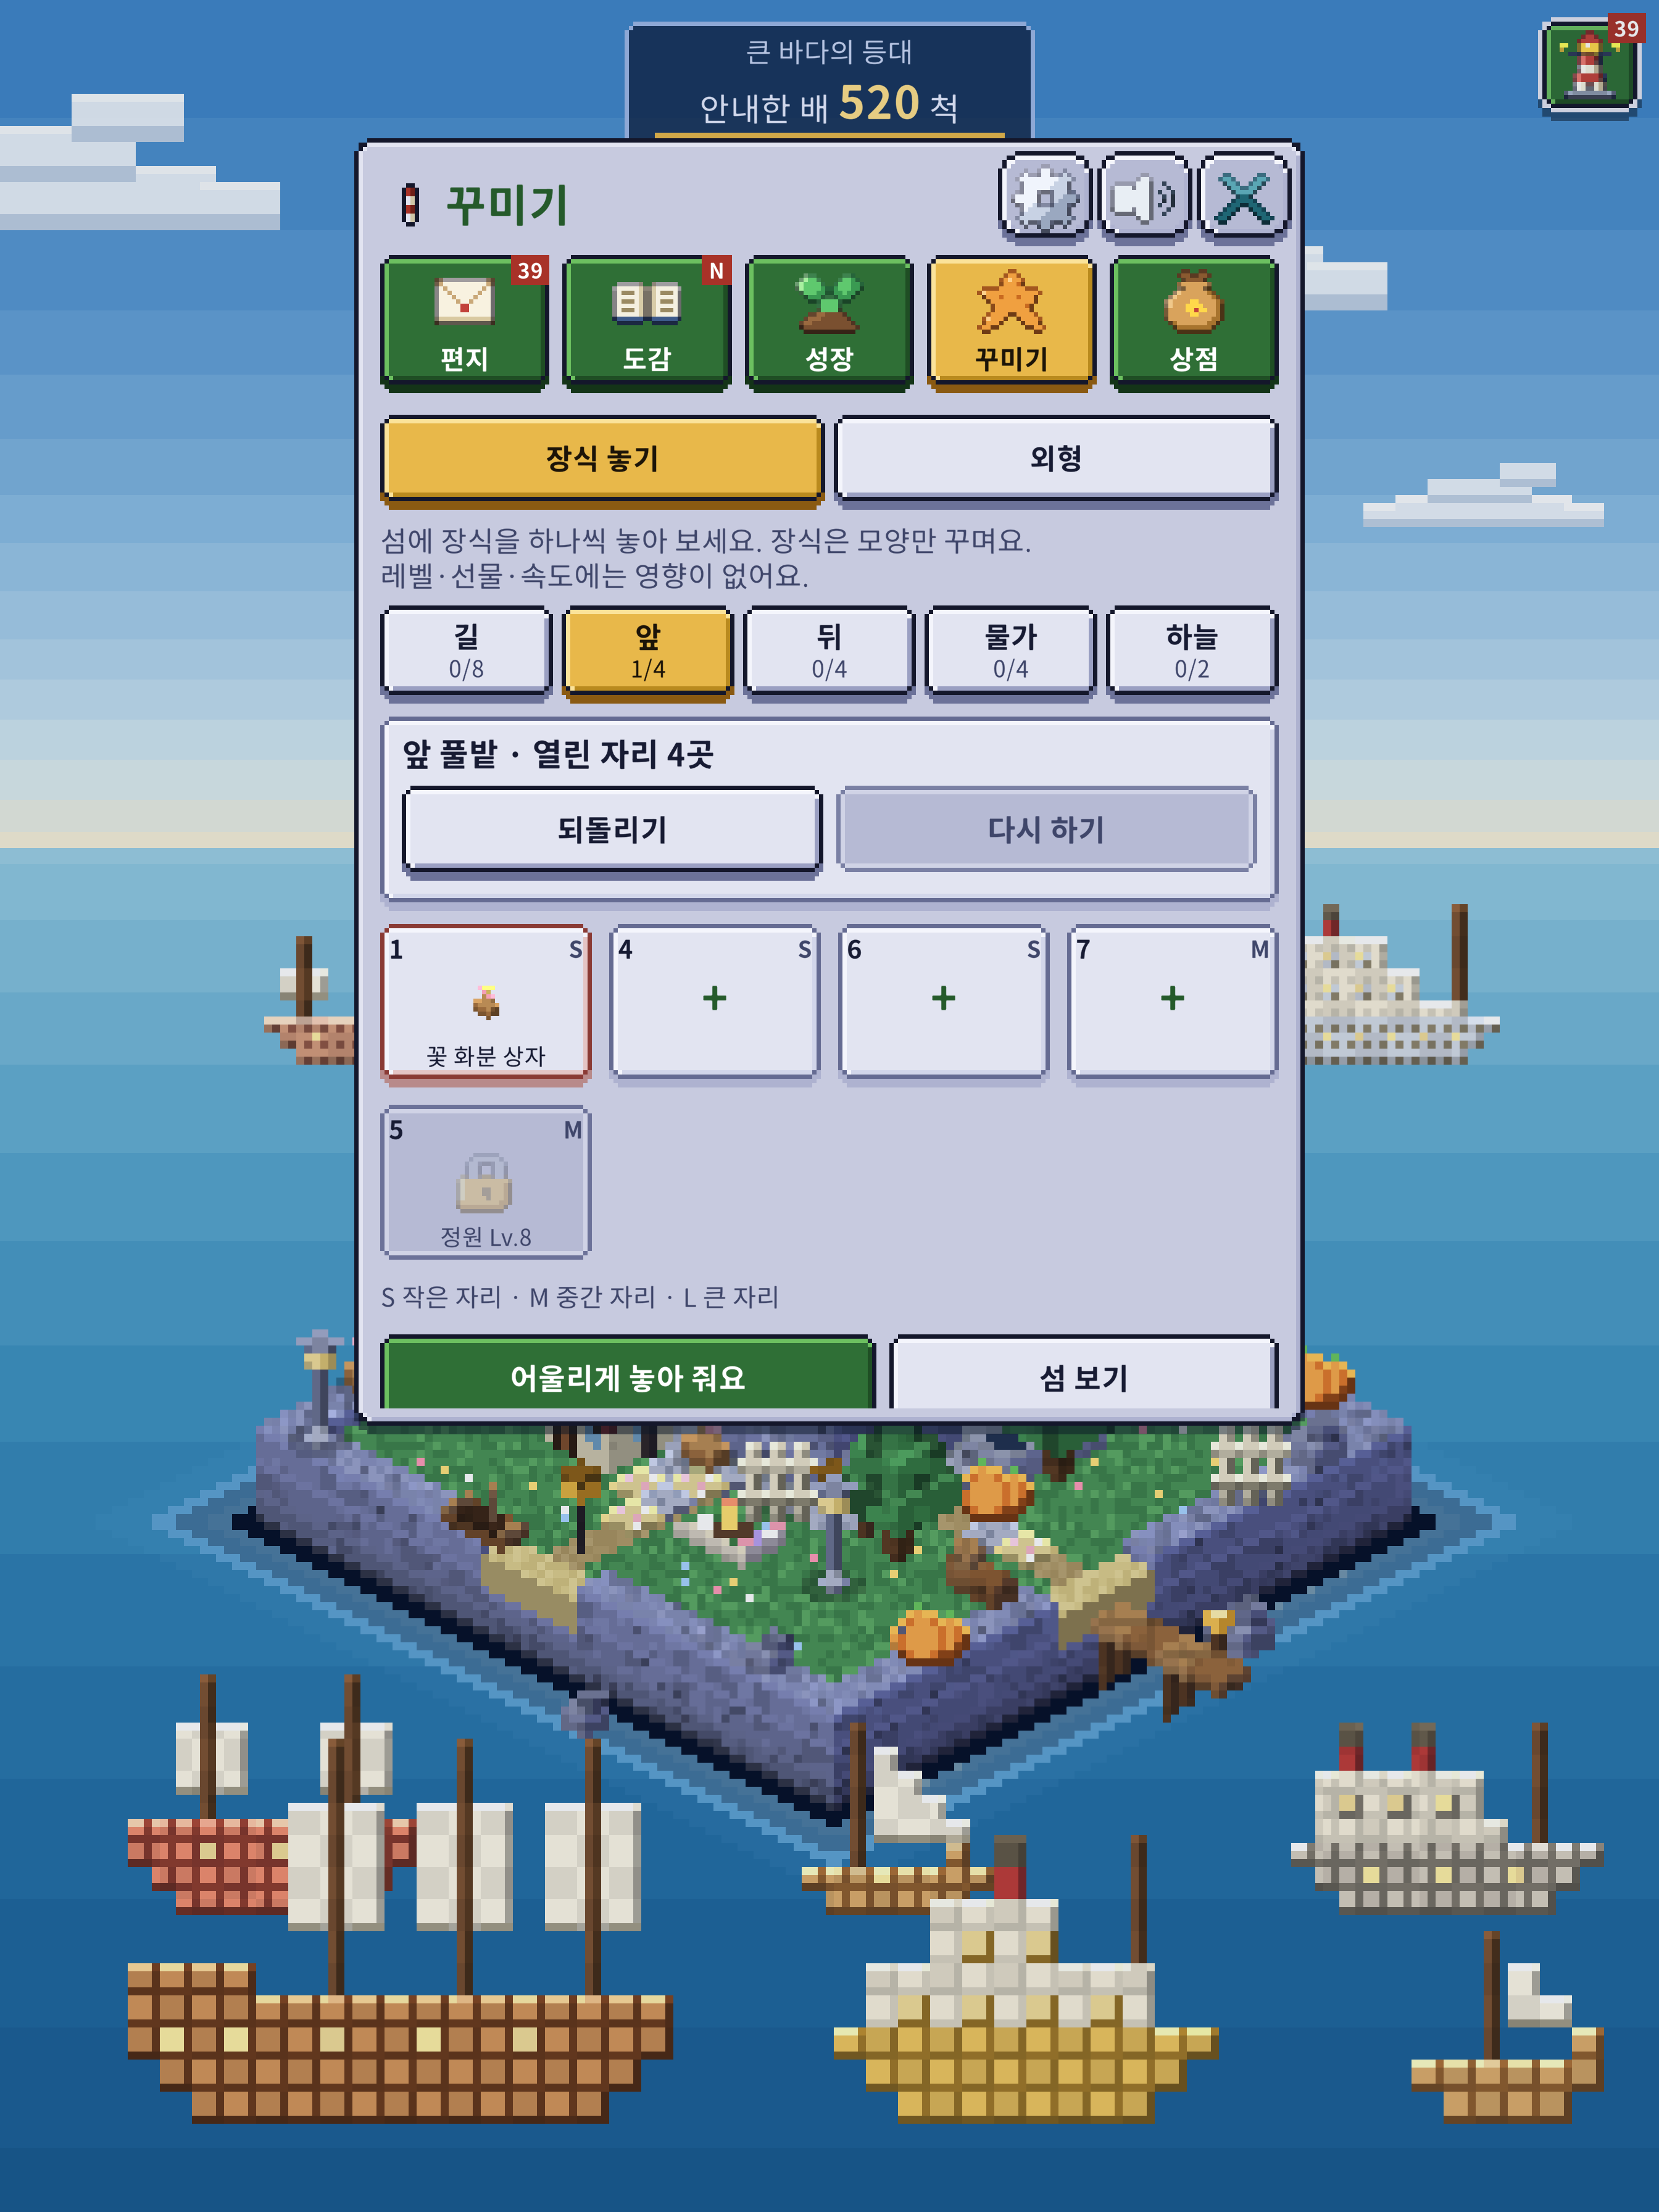 큰 바다의 등대
안내한 배 520 척
39
꾸미기
39
N
편지
도감
성장
꾸미기
상점
장식 놓기
외형
섬에 장식을 하나씩 놓아 보세요. 장식은 모양만 꾸며요.
레벨·선물·속도에는 영향이 없어요.
길
0/8
앞
1/4
뒤
0/4
물가
0/4
하늘
0/2
앞 풀밭 · 열린 자리 4곳
되돌리기
다시 하기
1 S
꽃 화분 상자
4 S
+
6 S
+
7 M
+
5 M
정원 Lv.8
S 작은 자리 · M 중간 자리 · L 큰 자리
어울리게 놓아 줘요
섬 보기